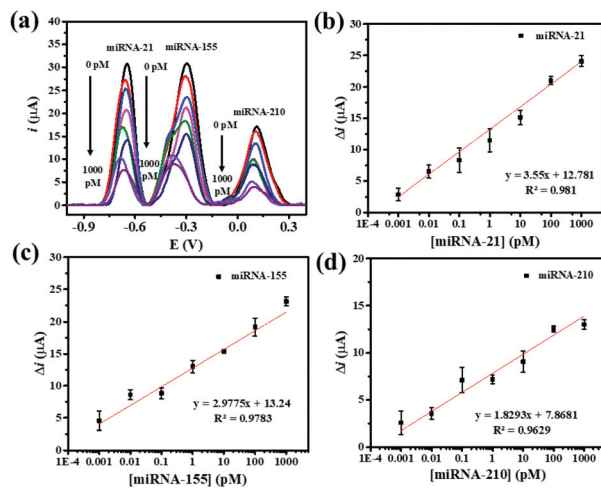 (a)
miRNA-21
miRNA-155
miRNA-210
0 pM
0 pM
0 pM
1000
pM
1000
pM
1000
pM
40
35
30
25
20
15
10
5
0
i (μA)
-0.9
-0.6
-0.3
0.0
0.3
E (V)
(b)
miRNA-21
30
25
20
15
10
5
0
Δi (μA)
y = 3.55x + 12.781
R² = 0.981
1E-4 0.001 0.01 0.1 1 10 100 1000
[miRNA-21] (pM)
(c)
miRNA-155
30
25
20
15
10
5
0
Δi (μA)
y = 2.9775x + 13.24
R² = 0.9783
1E-4 0.001 0.01 0.1 1 10 100 1000
[miRNA-155] (pM)
(d)
miRNA-210
20
15
10
5
0
Δi (μA)
y = 1.8293x + 7.8681
R² = 0.9629
1E-4 0.001 0.01 0.1 1 10 100 1000
[miRNA-210] (pM)